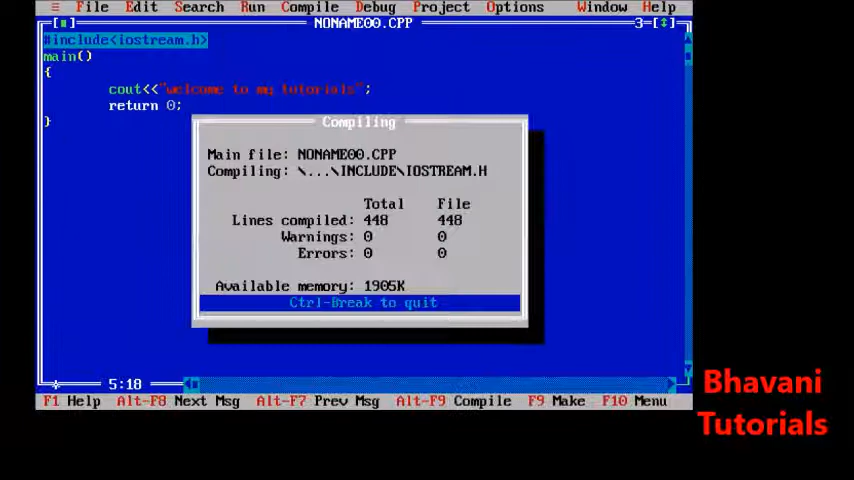 ≡ File Edit Search Run Compile Debug Project Options Window Help
[■] NONAME00.CPP 3=[↕]
#include<iostream.h>
main()
{
cout<<"welcome to my tutorials";
return 0;
}
Compiling
Main file: NONAME00.CPP
Compiling: \...\INCLUDE\IOSTREAM.H
Total File
Lines compiled: 448 448
Warnings: 0 0
Errors: 0 0
Available memory: 1905K
Ctrl-Break to quit
5:18
F1 Help Alt-F8 Next Msg Alt-F7 Prev Msg Alt-F9 Compile F9 Make F10 Menu
Bhavani
Tutorials